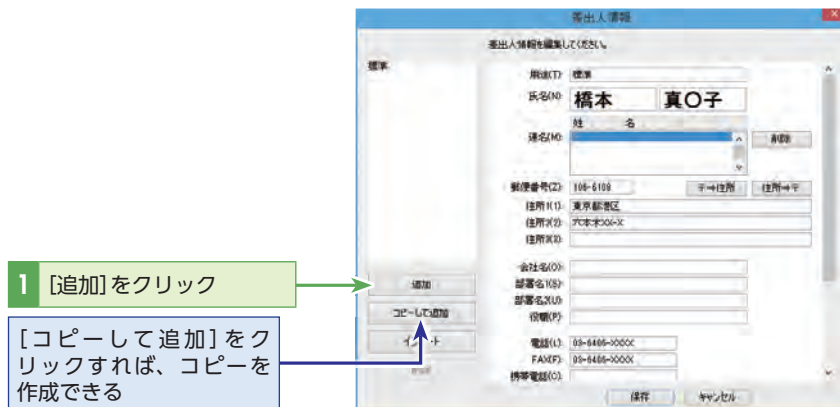 差出人情報
差出人情報を編集してください。
標準
用途(T): 標準
氏名(N): 橋本 真〇子
姓 名
連名(M):
削除
郵便番号(Z): 106-6108 〒⇒住所 住所⇒〒
住所1(1): 東京都港区
住所2(2): 六本木XX-X
住所3(3):
会社名(O):
部署名1(S):
部署名2(U):
役職(P):
電話(L): 03-6405-XXXX
FAX(F): 03-6405-XXXX
携帯電話(C):
追加
コピーして追加
保存 キャンセル
1 [追加]をクリック
[コピーして追加]をク
リックすれば、コピーを
作成できる